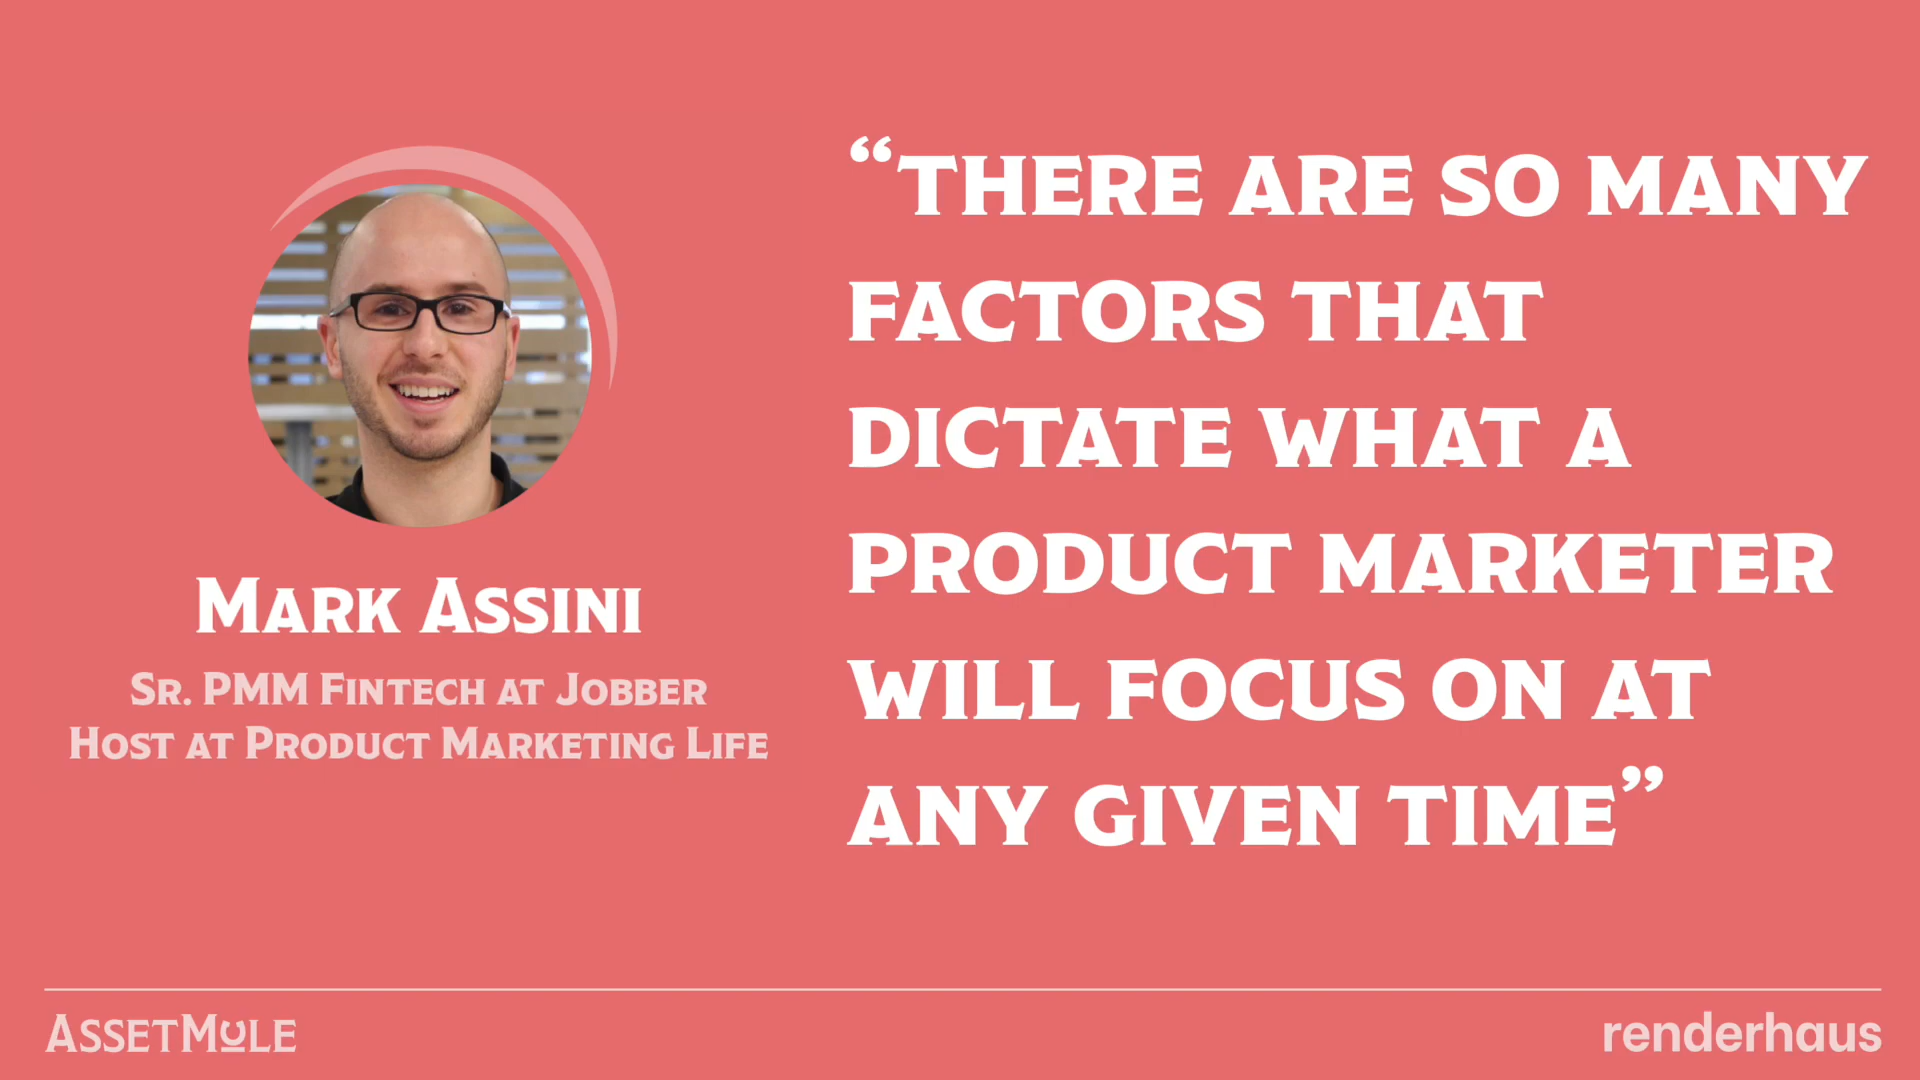 Mark Assini
Sr. PMM Fintech at Jobber
Host at Product Marketing Life
“THERE ARE SO MANY
FACTORS THAT
DICTATE WHAT A
PRODUCT MARKETER
WILL FOCUS ON AT
ANY GIVEN TIME”
AssetMule
renderhaus